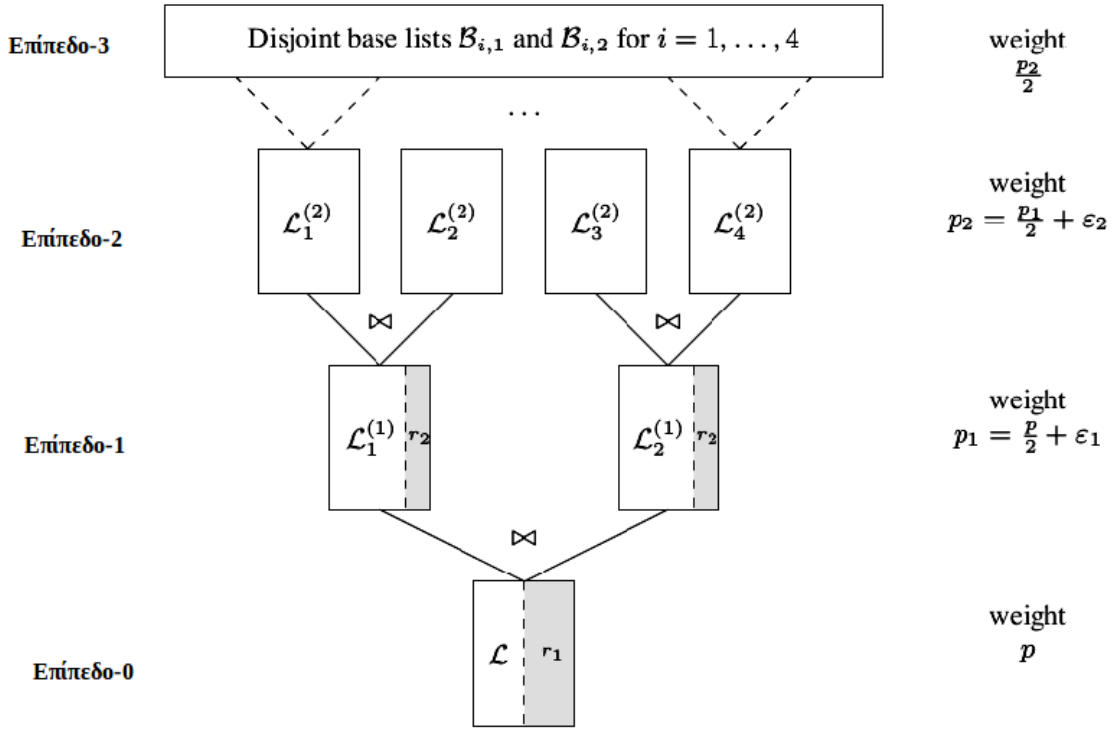 Επίπεδο-3
Disjoint base lists 𝓑ᵢ,₁ and 𝓑ᵢ,₂ for i = 1, . . . , 4
weight
p₂/2
...
Επίπεδο-2
𝓛₁⁽²⁾ 𝓛₂⁽²⁾ 𝓛₃⁽²⁾ 𝓛₄⁽²⁾
weight
p₂ = p₁/2 + ε₂
⋈ ⋈
Επίπεδο-1
𝓛₁⁽¹⁾ r₂ 𝓛₂⁽¹⁾ r₂
weight
p₁ = p/2 + ε₁
⋈
Επίπεδο-0
𝓛 r₁
weight
p